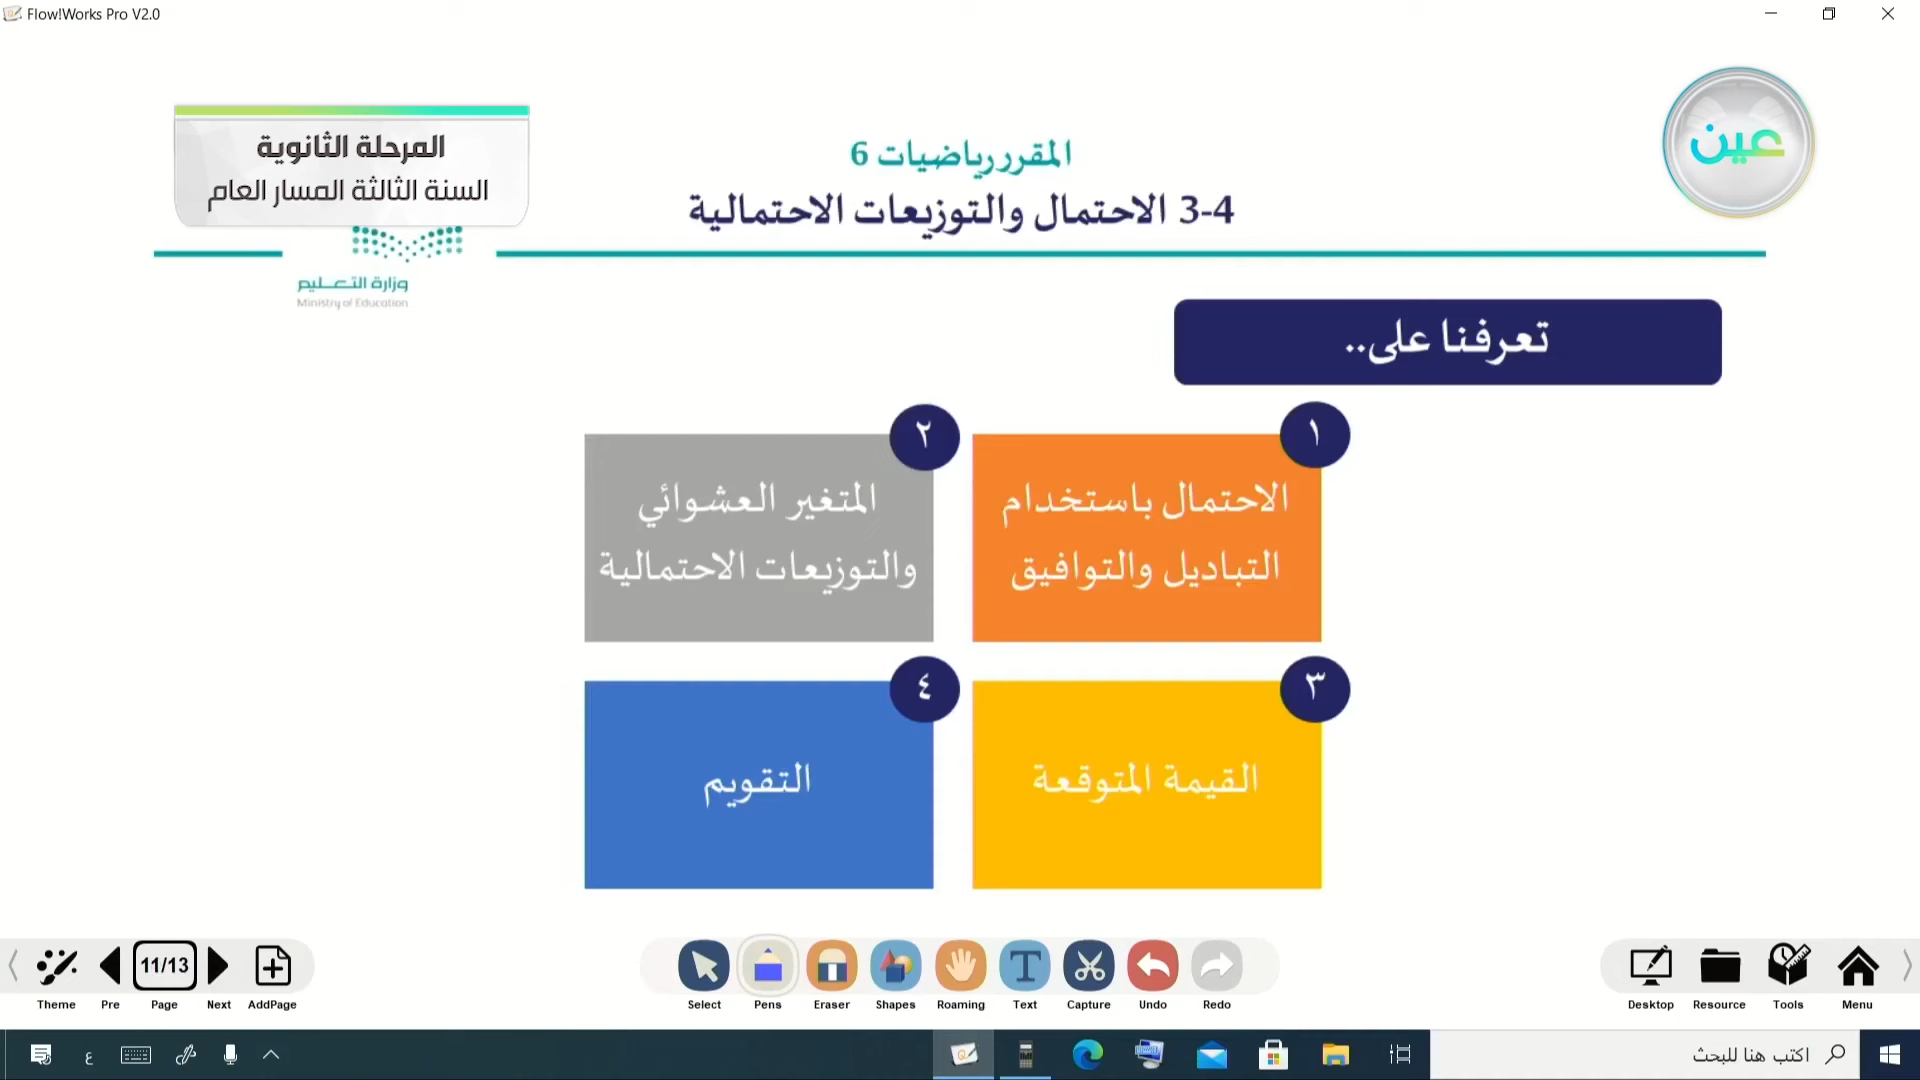 Flow!Works Pro V2.0
عين
المرحلة الثانوية
السنة الثالثة المسار العام
المقرر رياضيات 6
3-4 الاحتمال والتوزيعات الاحتمالية
وزارة التعليم
Ministry of Education
تعرفنا على..
١
الاحتمال باستخدام
التباديل والتوافيق
٢
المتغير العشوائي
والتوزيعات الاحتمالية
٣
القيمة المتوقعة
٤
التقويم
11/13
Theme Pre Page Next AddPage
Select Pens Eraser Shapes Roaming Text Capture Undo Redo
Desktop Resource Tools Menu
ع
اكتب هنا للبحث